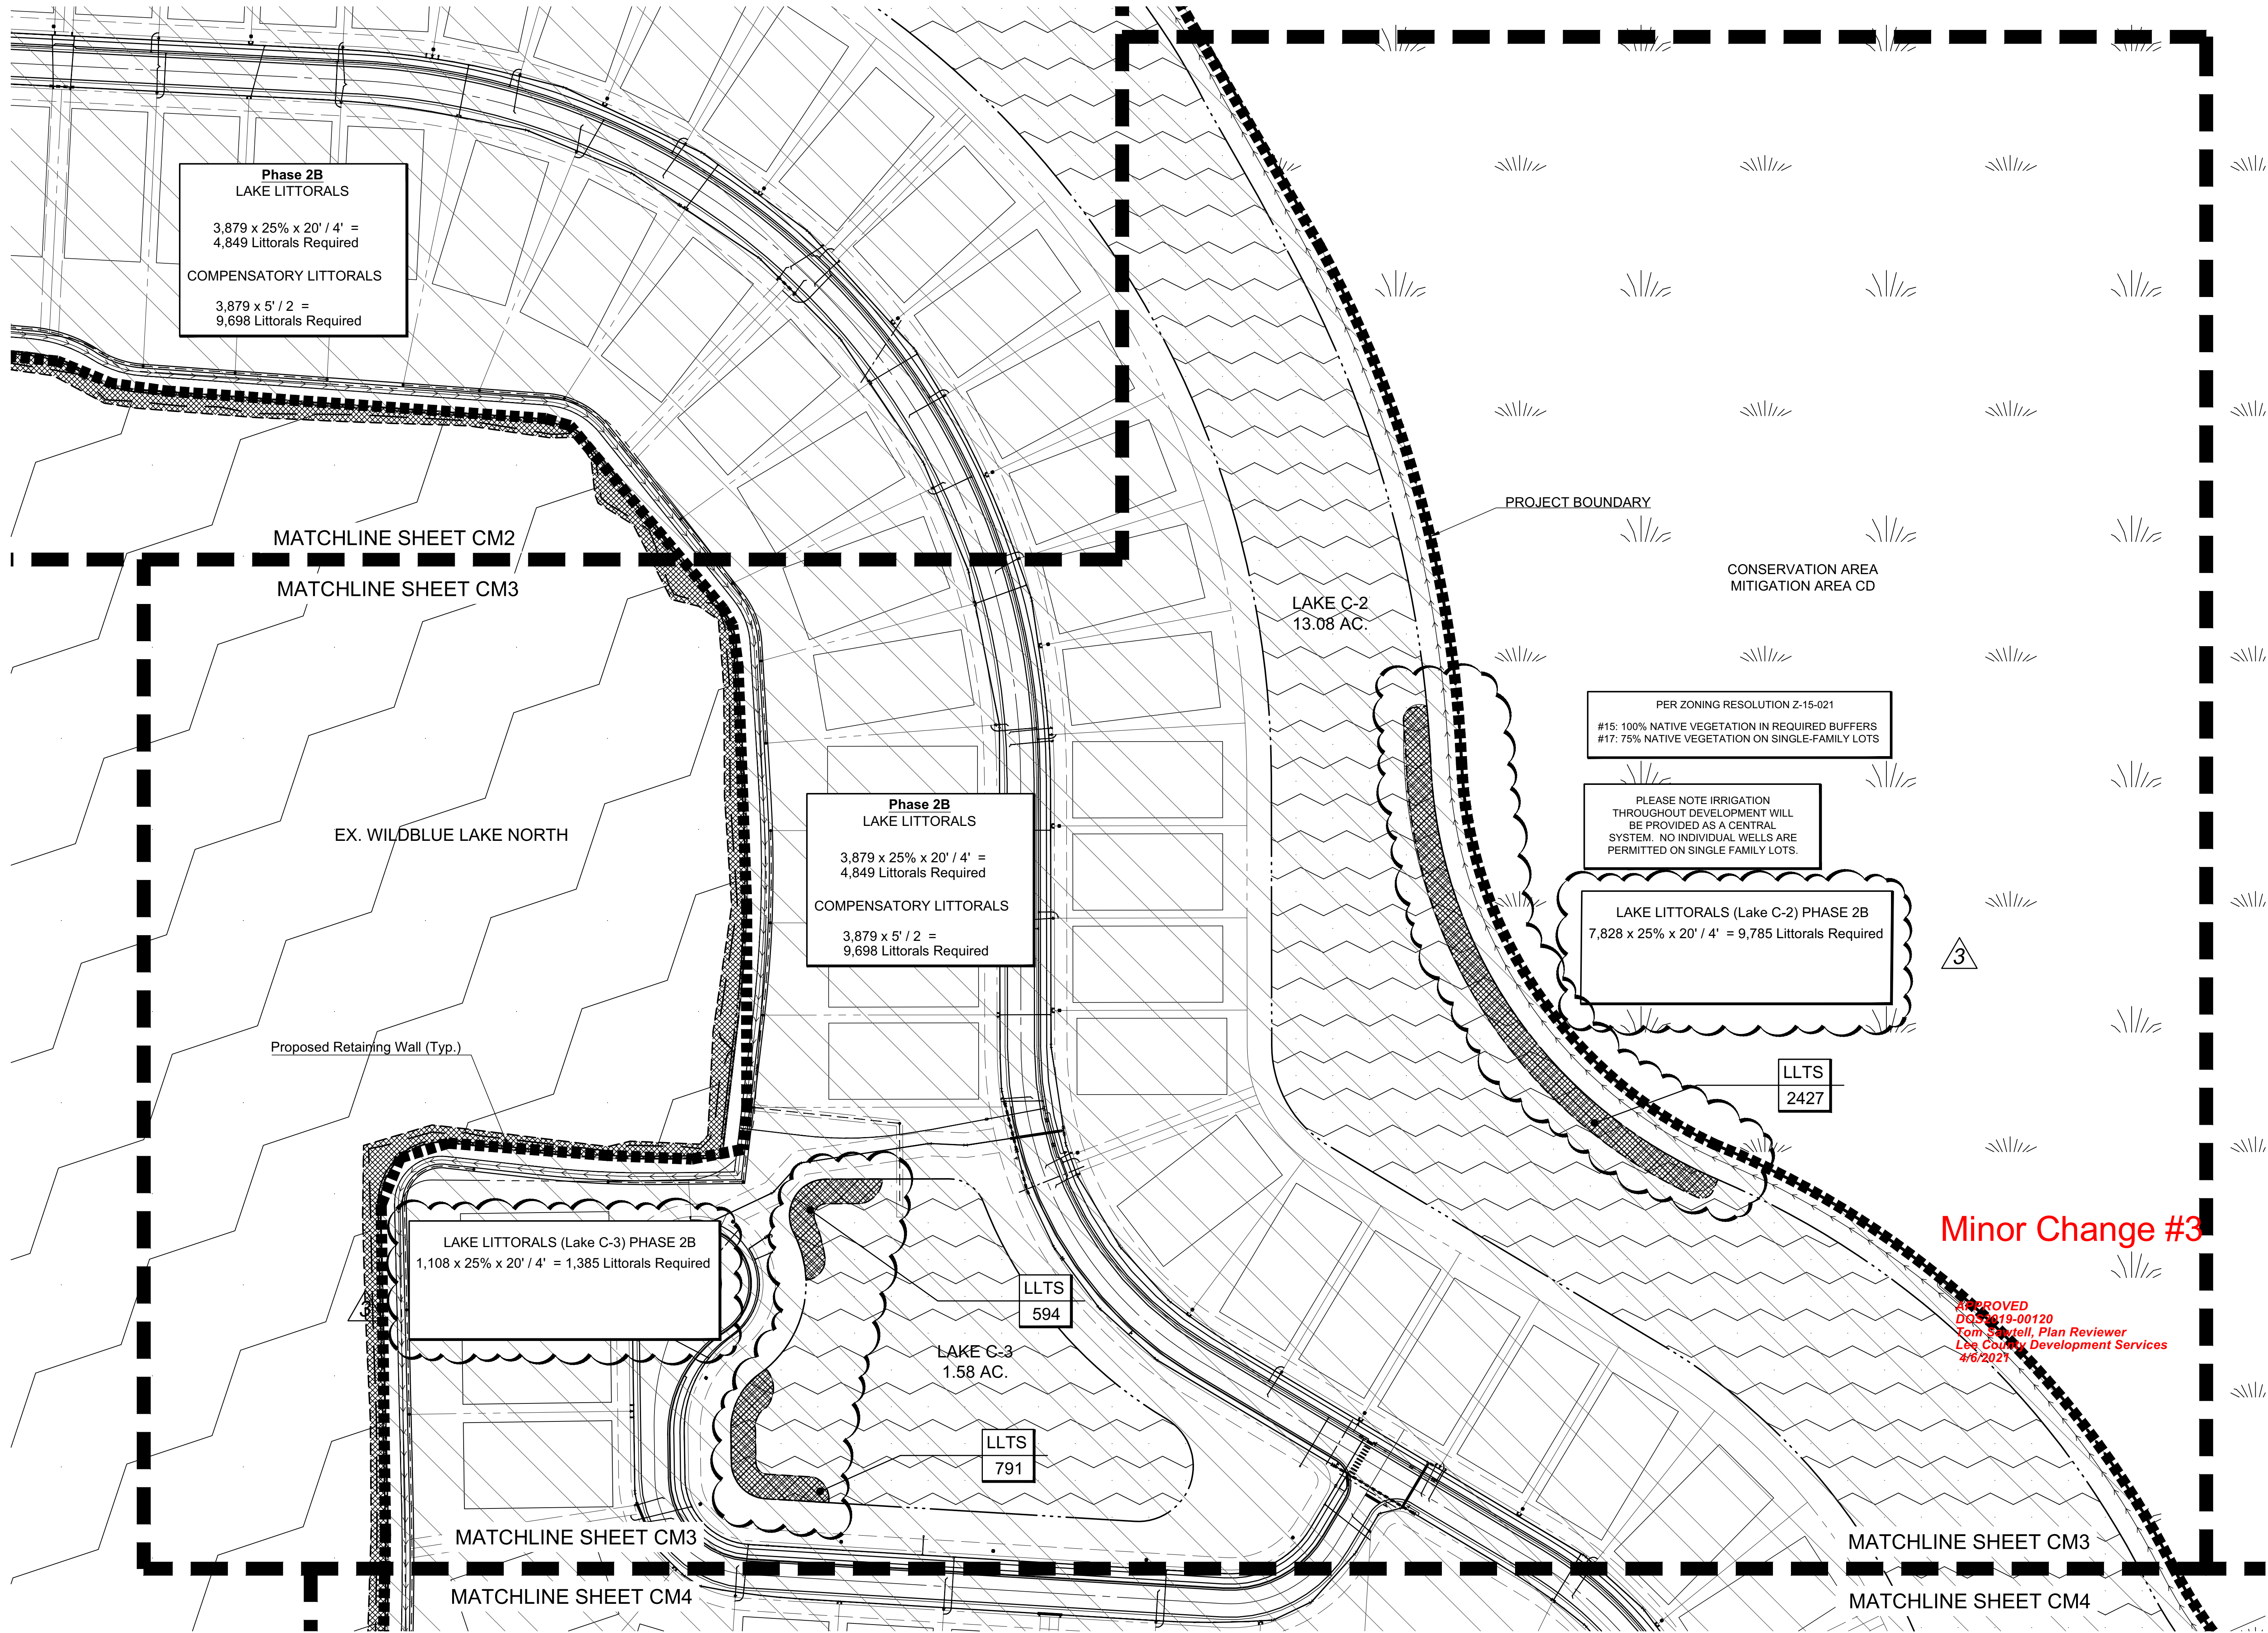 Phase 2B
LAKE LITTORALS
3,879 x 25% x 20' / 4' =
4,849 Littorals Required
COMPENSATORY LITTORALS
3,879 x 5' / 2 =
9,698 Littorals Required
MATCHLINE SHEET CM2
MATCHLINE SHEET CM3
PROJECT BOUNDARY
CONSERVATION AREA
MITIGATION AREA CD
LAKE C-2
13.08 AC.
PER ZONING RESOLUTION Z-15-021
#15: 100% NATIVE VEGETATION IN REQUIRED BUFFERS
#17: 75% NATIVE VEGETATION ON SINGLE-FAMILY LOTS
PLEASE NOTE IRRIGATION
THROUGHOUT DEVELOPMENT WILL
BE PROVIDED AS A CENTRAL
SYSTEM. NO INDIVIDUAL WELLS ARE
PERMITTED ON SINGLE FAMILY LOTS.
EX. WILDBLUE LAKE NORTH
Phase 2B
LAKE LITTORALS
3,879 x 25% x 20' / 4' =
4,849 Littorals Required
COMPENSATORY LITTORALS
3,879 x 5' / 2 =
9,698 Littorals Required
LAKE LITTORALS (Lake C-2) PHASE 2B
7,828 x 25% x 20' / 4' = 9,785 Littorals Required
3
Proposed Retaining Wall (Typ.)
LLTS
2427
Minor Change #3
LAKE LITTORALS (Lake C-3) PHASE 2B
1,108 x 25% x 20' / 4' = 1,385 Littorals Required
3
LLTS
594
APPROVED
DOS2019-00120
Tom Sawtell, Plan Reviewer
Lee County Development Services
4/6/2021
LAKE C-3
1.58 AC.
LLTS
791
MATCHLINE SHEET CM3
MATCHLINE SHEET CM4
MATCHLINE SHEET CM3
MATCHLINE SHEET CM4